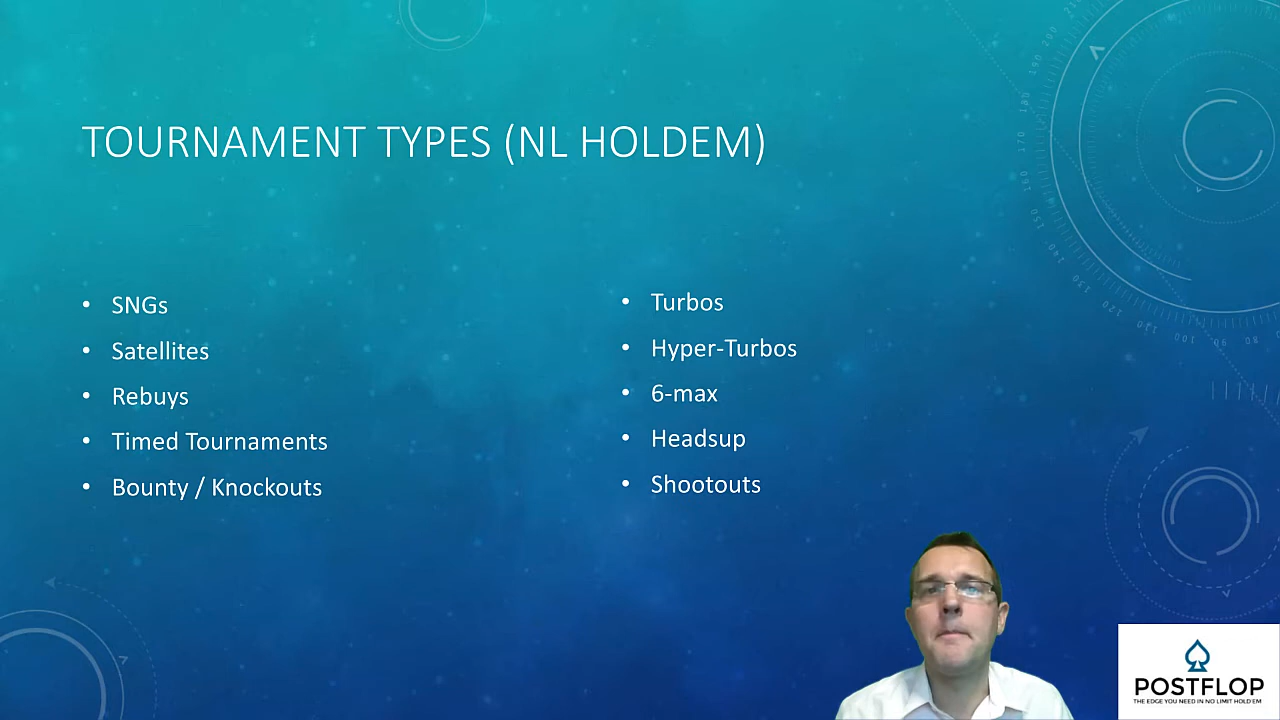 TOURNAMENT TYPES (NL HOLDEM)
• SNGs
• Satellites
• Rebuys
• Timed Tournaments
• Bounty / Knockouts
• Turbos
• Hyper-Turbos
• 6-max
• Headsup
• Shootouts
POSTFLOP
THE EDGE YOU NEED IN NO LIMIT HOLD EM